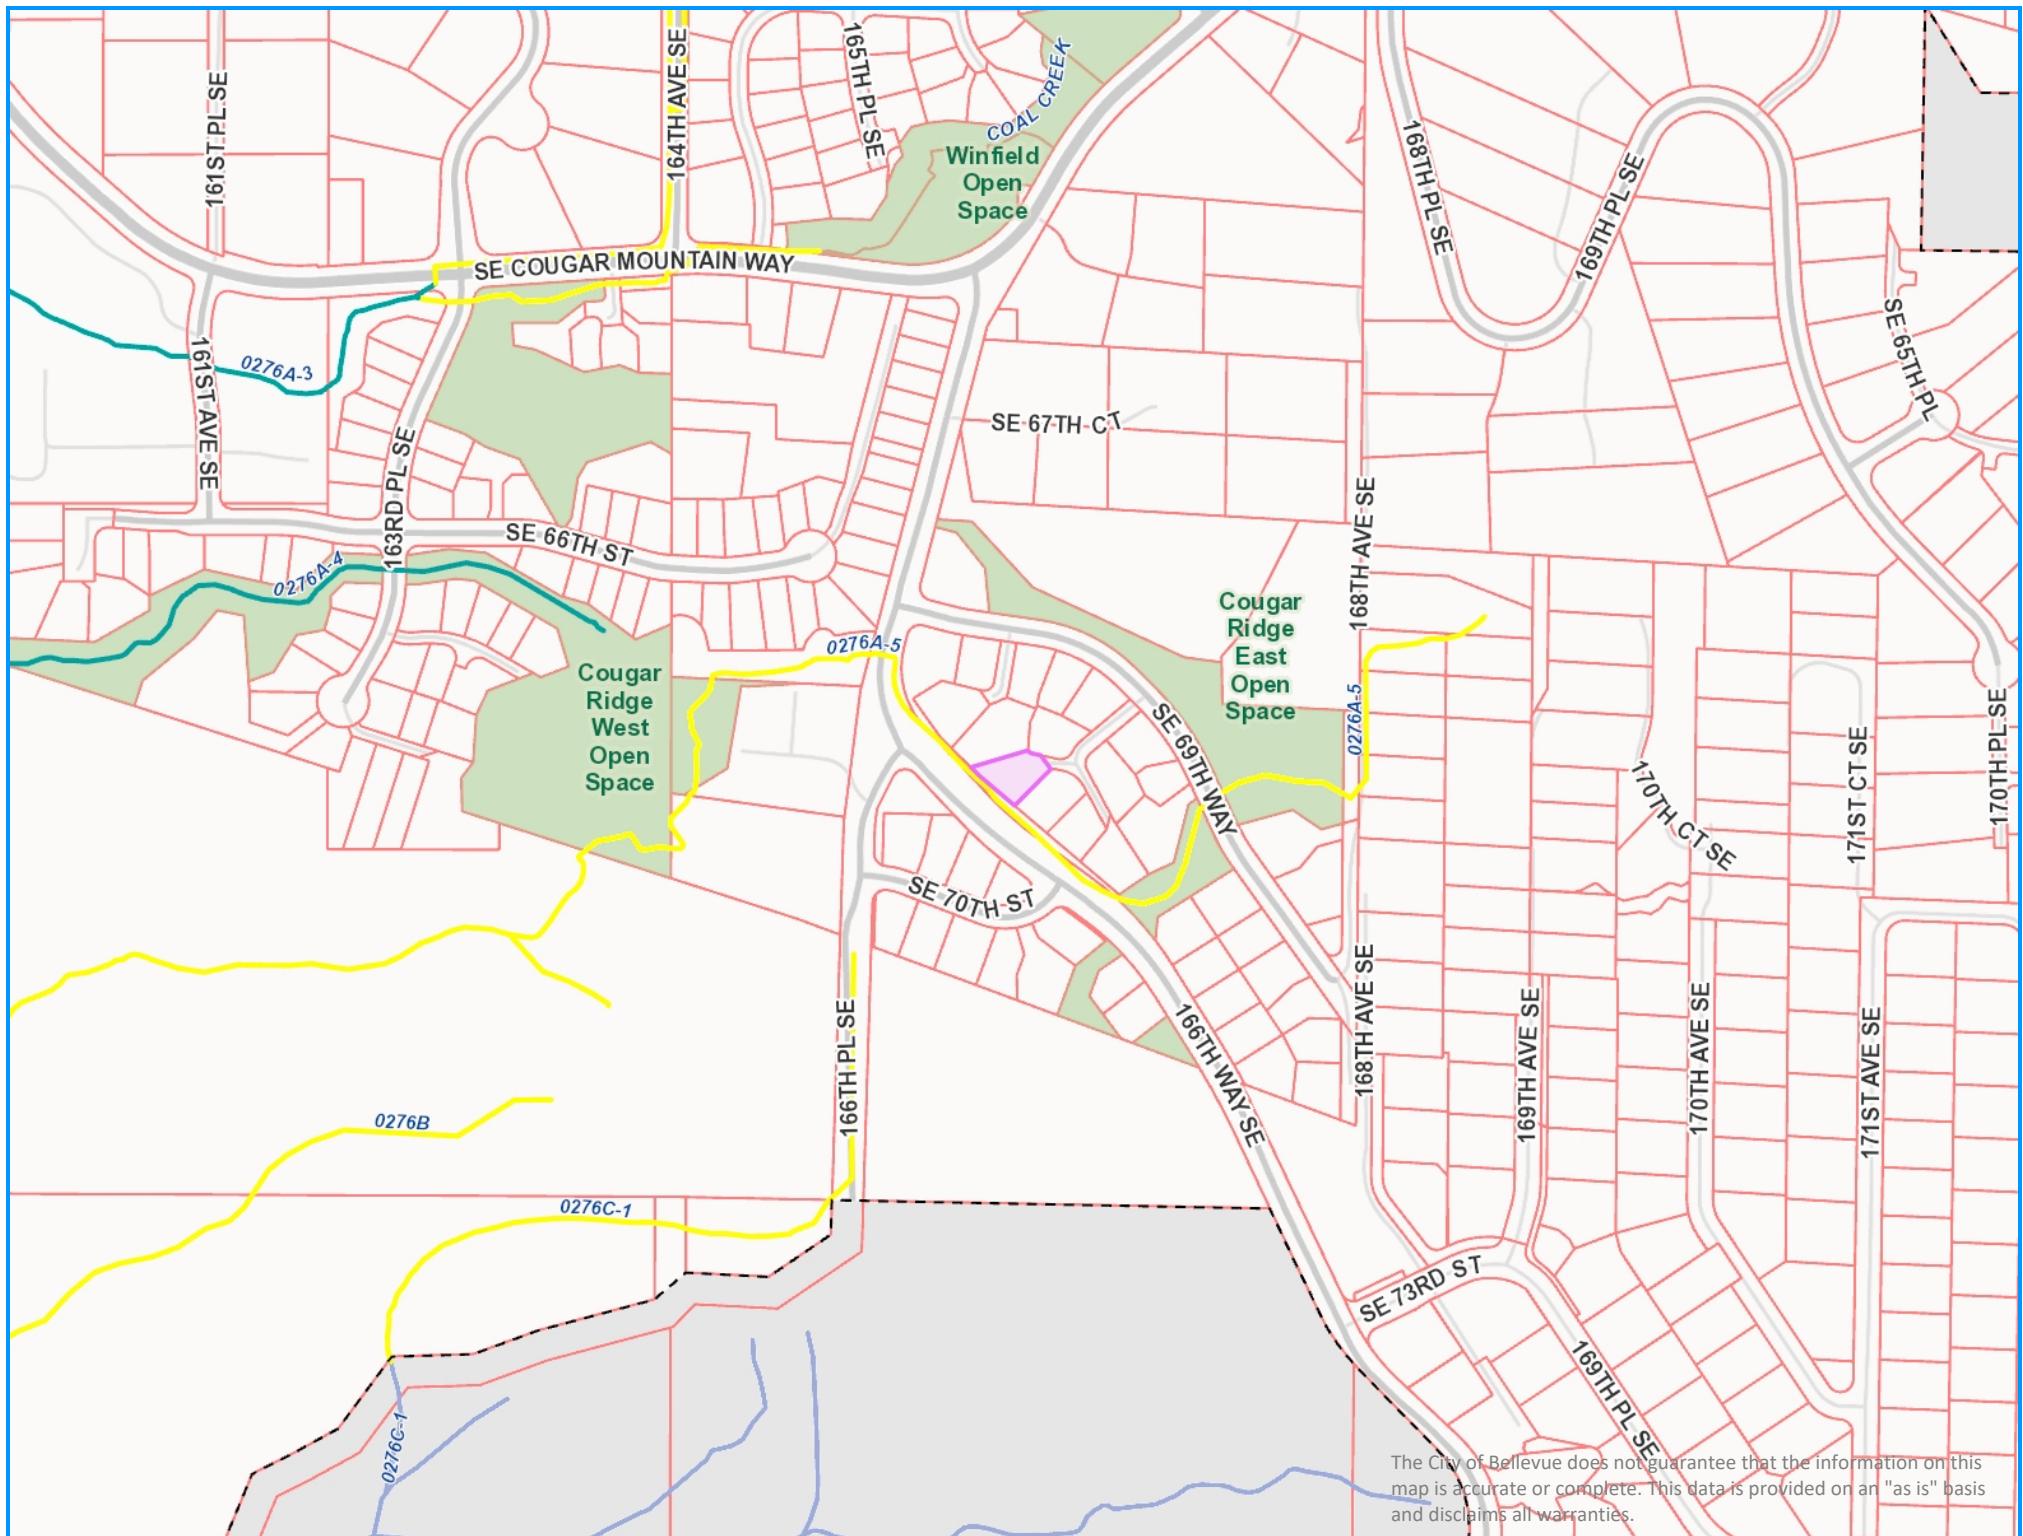 161ST PL SE
164TH AVE SE
165TH PL SE
COAL CREEK
Winfield
Open
Space
168TH PL SE
169TH PL SE
SE COUGAR MOUNTAIN WAY
0276A-3
161ST AVE SE
SE 65TH PL
SE 67TH CT
163RD PL SE
SE 66TH ST
168TH AVE SE
0276A-4
Cougar
Ridge
East
Open
Space
0276A-5
Cougar
Ridge
West
Open
Space
0276A-5
SE 69TH WAY
170TH CT SE
171ST CT SE
170TH PL SE
SE 70TH ST
166TH PL SE
166TH WAY SE
168TH AVE SE
169TH AVE SE
170TH AVE SE
171ST AVE SE
0276B
0276C-1
SE 73RD ST
169TH PL SE
0276C-1
The City of Bellevue does not guarantee that the information on this
map is accurate or complete. This data is provided on an "as is" basis
and disclaims all warranties.